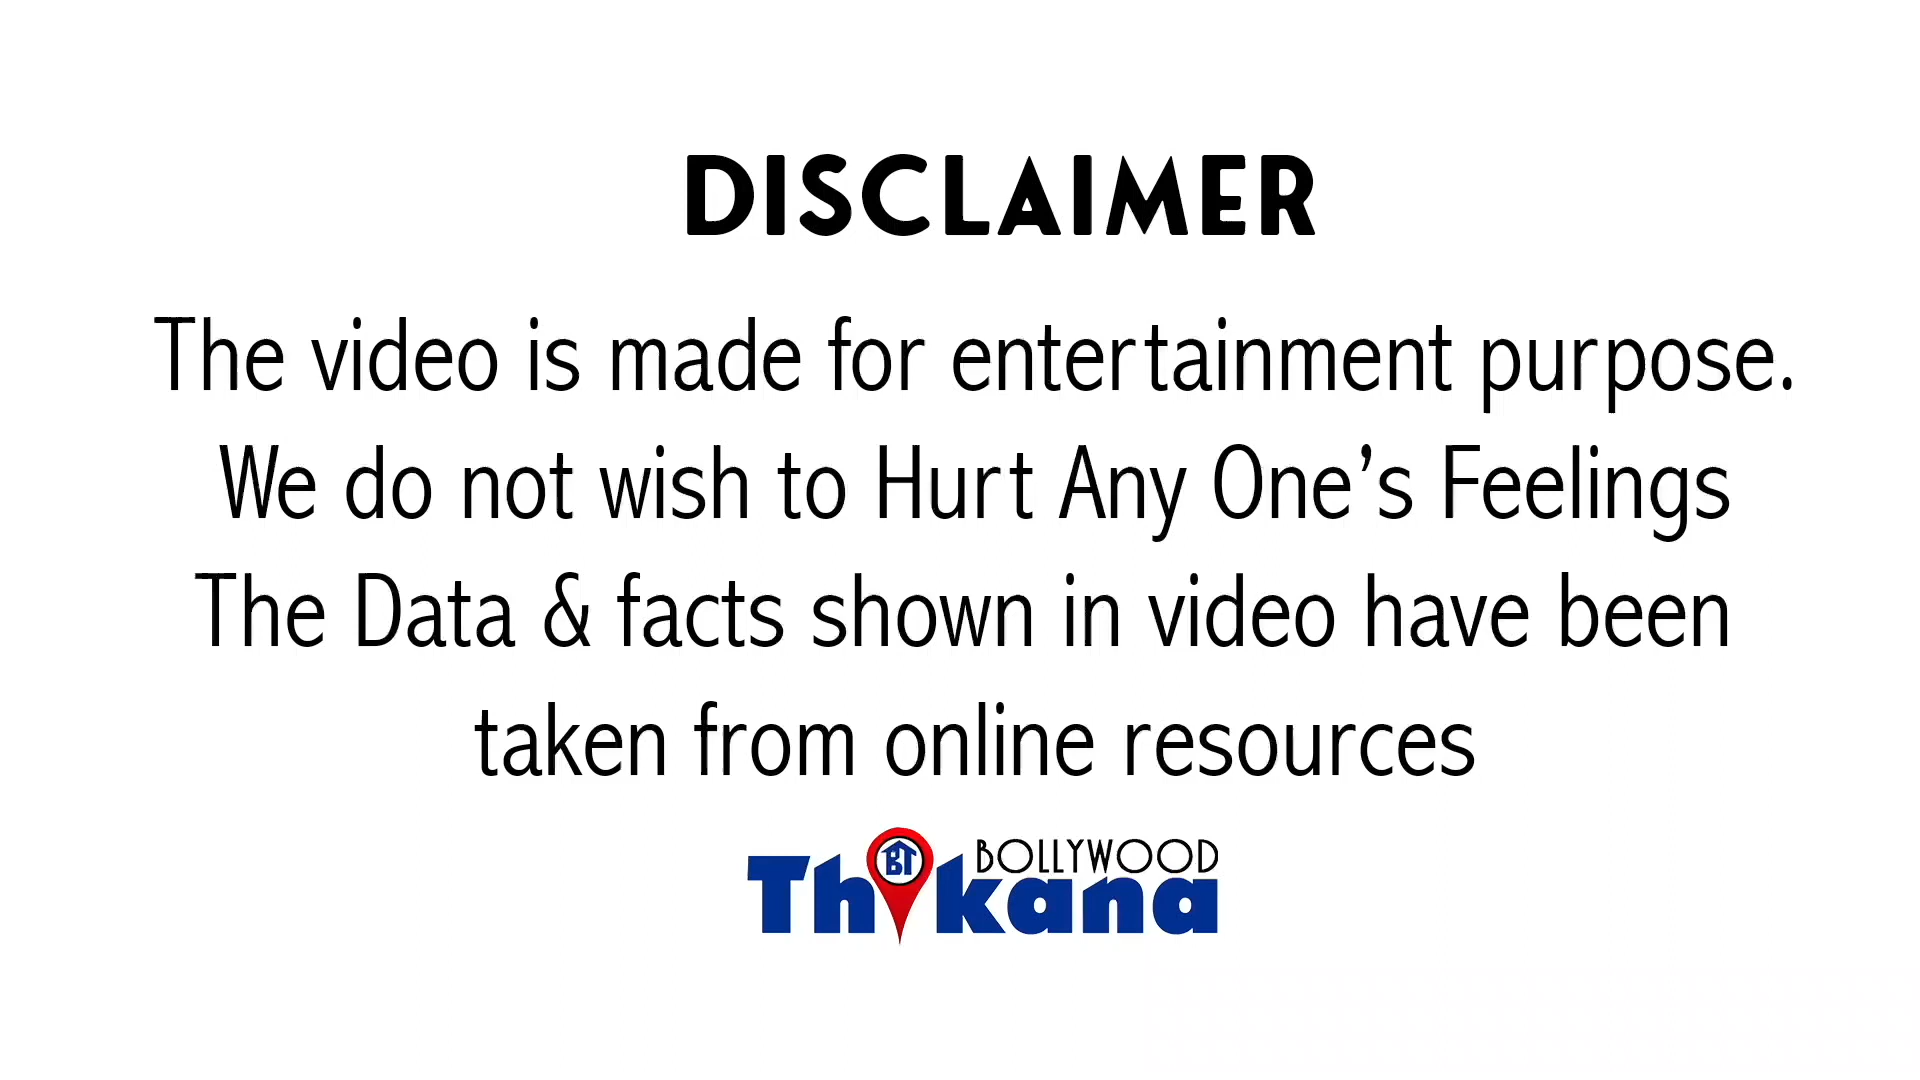 DISCLAIMER
The video is made for entertainment purpose.
We do not wish to Hurt Any One’s Feelings
The Data & facts shown in video have been
taken from online resources
BT
BOLLYWOOD
Thikana